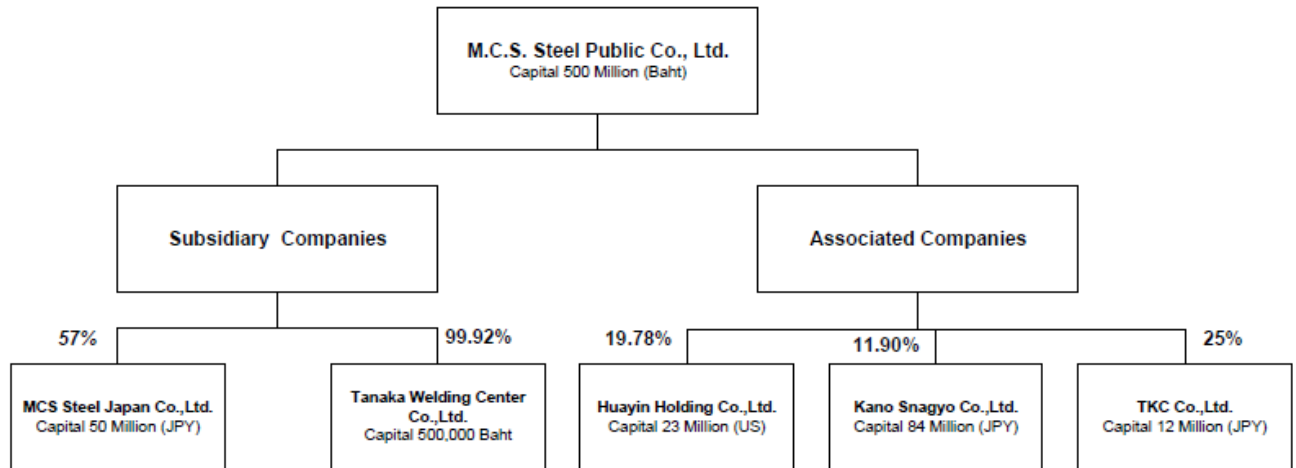 M.C.S. Steel Public Co., Ltd.
Capital 500 Million (Baht)
Subsidiary Companies
Associated Companies
57%
99.92%
19.78%
11.90%
25%
MCS Steel Japan Co.,Ltd.
Capital 50 Million (JPY)
Tanaka Welding Center
Co.,Ltd.
Capital 500,000 Baht
Huayin Holding Co.,Ltd.
Capital 23 Million (US)
Kano Snagyo Co.,Ltd.
Capital 84 Million (JPY)
TKC Co.,Ltd.
Capital 12 Million (JPY)